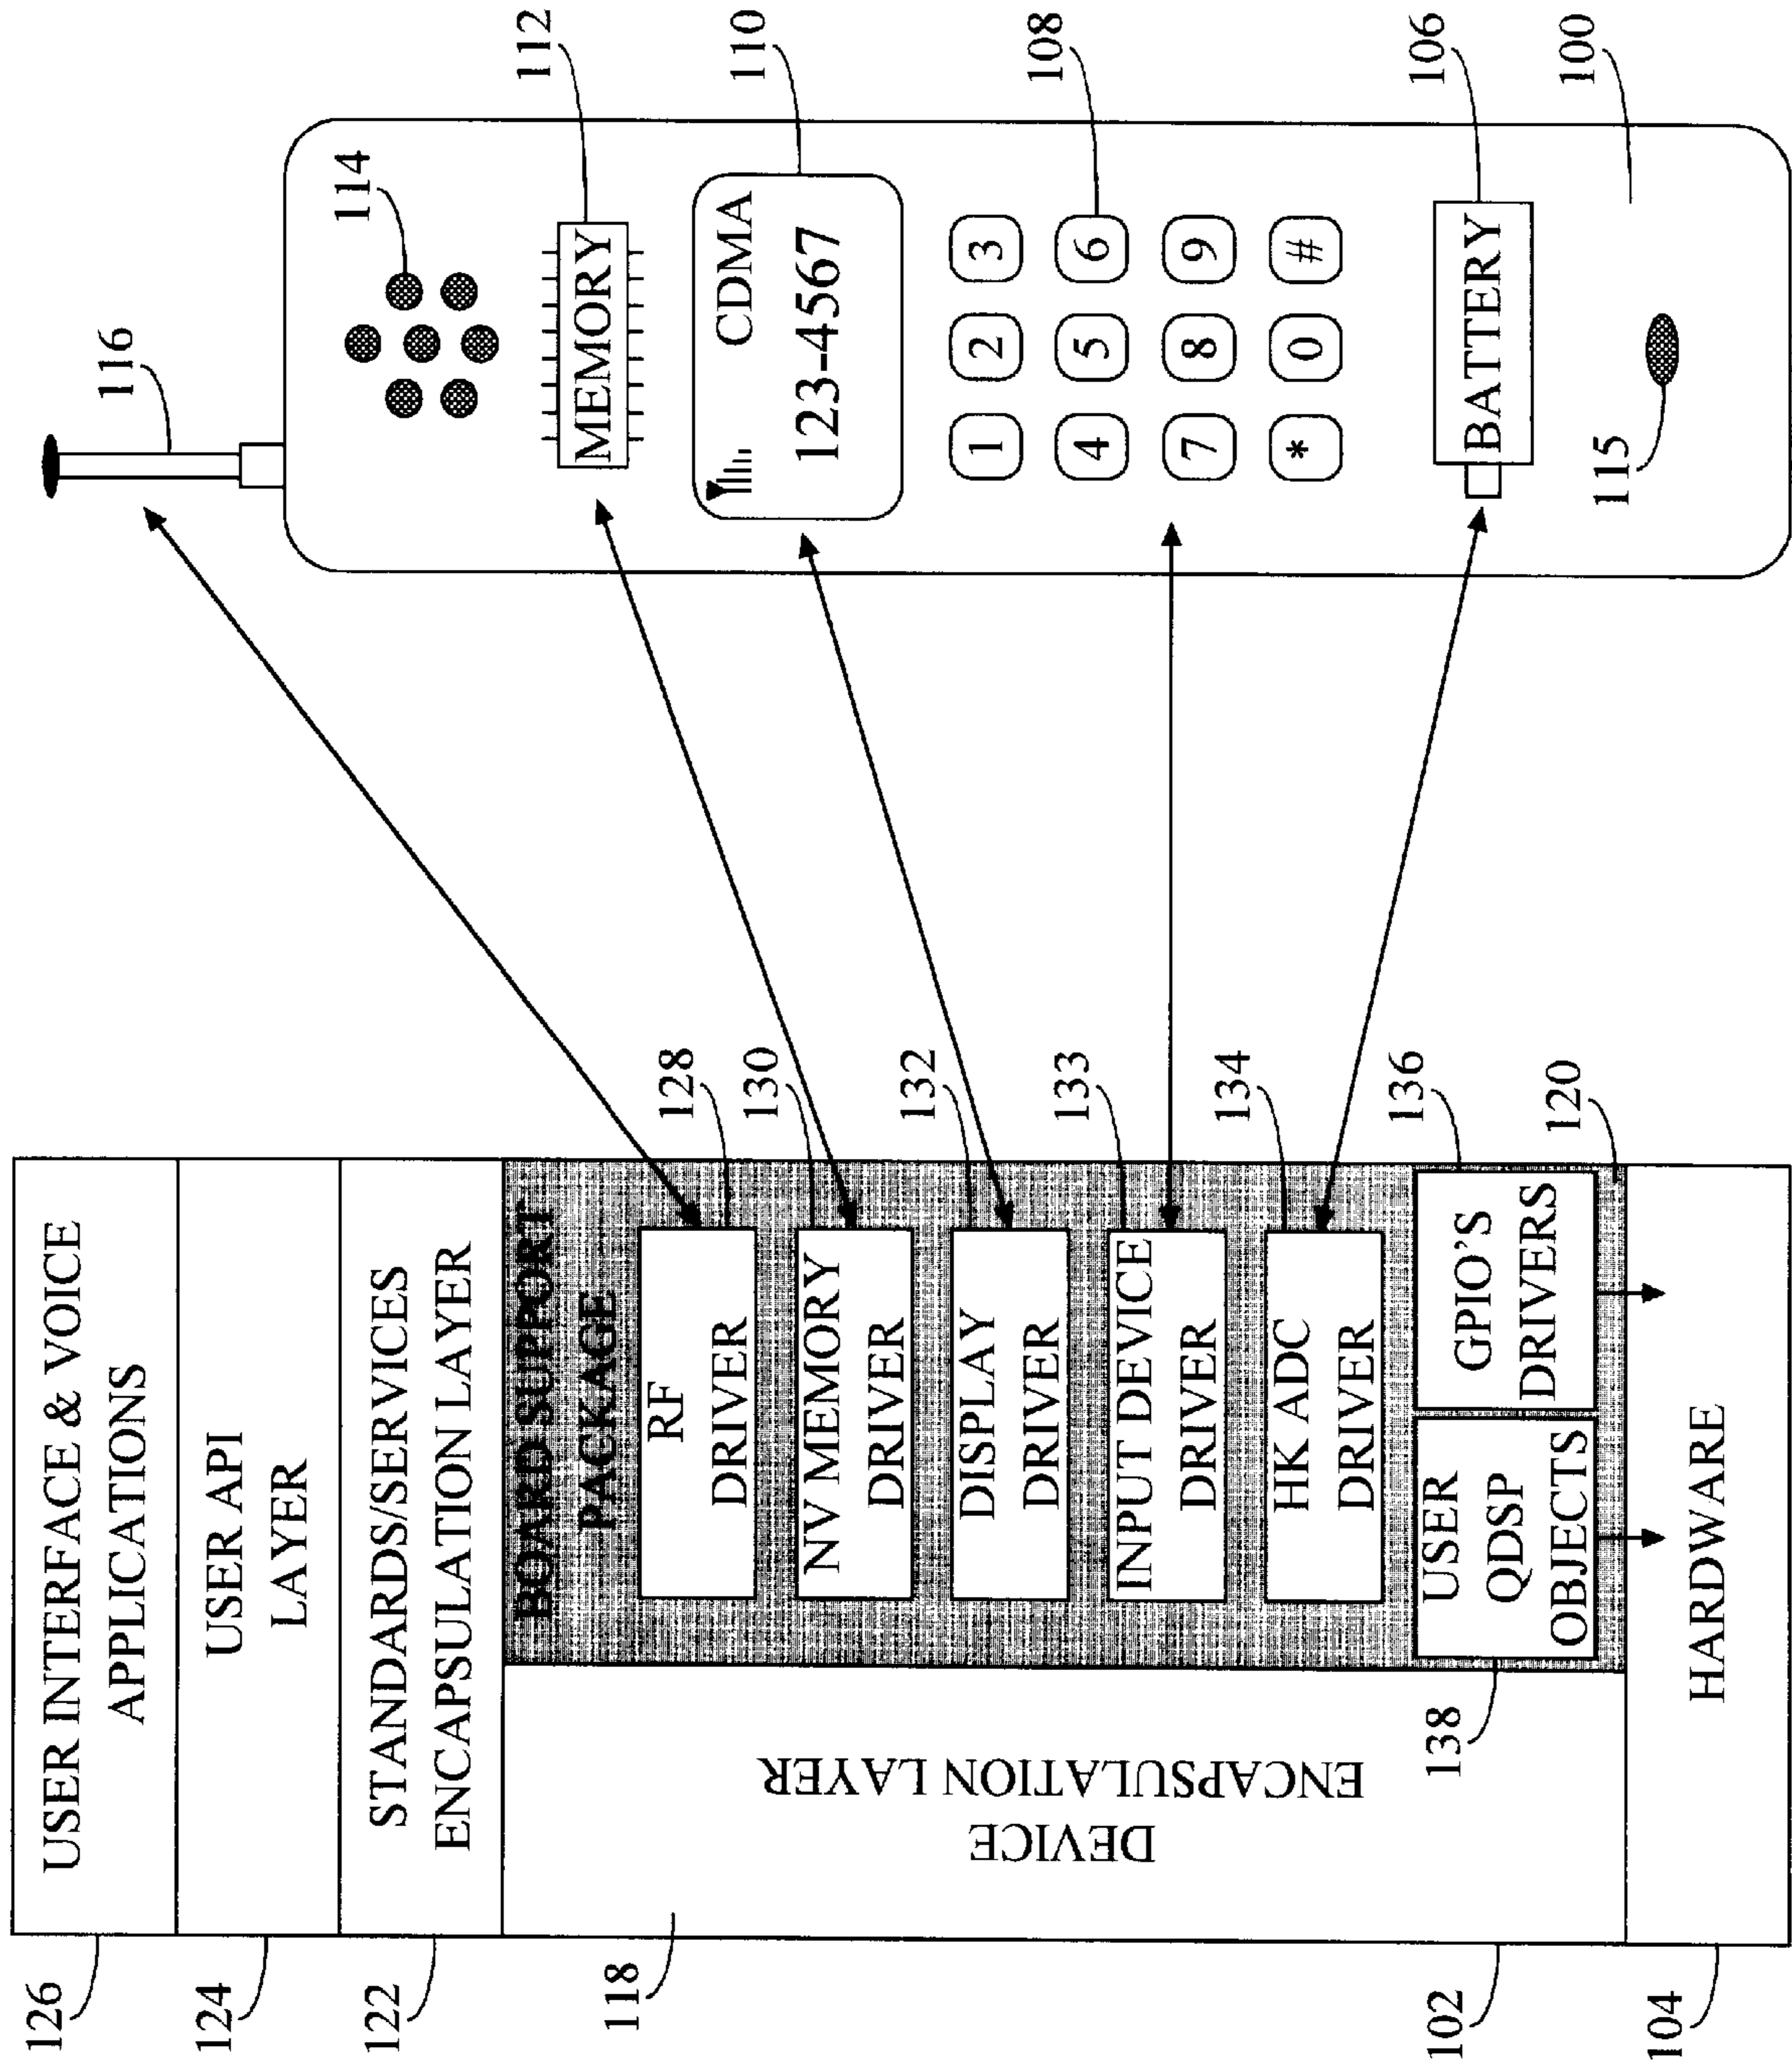 126
USER INTERFACE & VOICE
APPLICATIONS
124
USER API
LAYER
122
STANDARDS/SERVICES
ENCAPSULATION LAYER
118
DEVICE
ENCAPSULATION LAYER
BOARD SUPPORT
PACKAGE
RF
DRIVER
128
NV MEMORY
DRIVER
130
DISPLAY
DRIVER
132
INPUT DEVICE
DRIVER
133
HK ADC
DRIVER
134
138
USER
QDSP
OBJECTS
GPIO'S
DRIVERS
136
120
102
104
HARDWARE
116
114
MEMORY
112
CDMA
123-4567
110
1 2 3
4 5 6
108
7 8 9
* 0 #
BATTERY
106
115
100